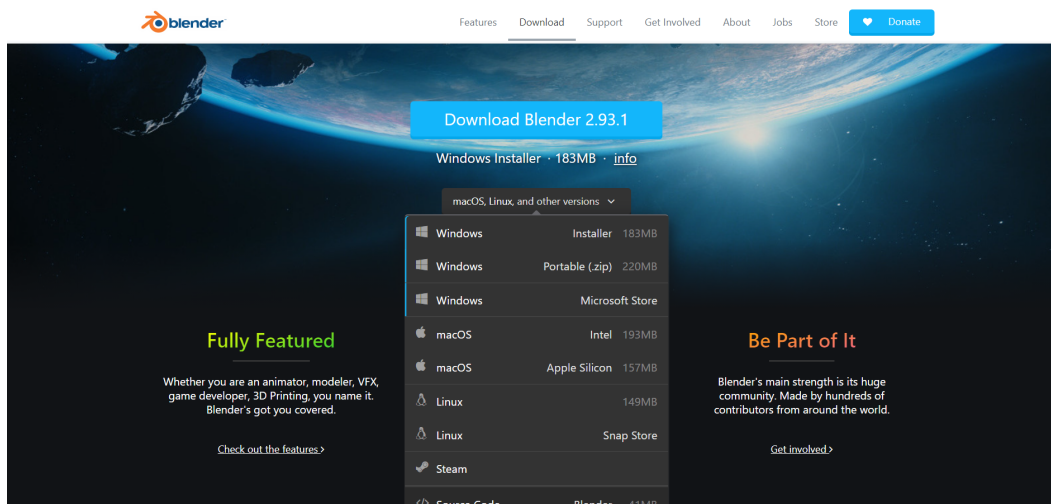 blender
Features Download Support Get Involved About Jobs Store Donate
Download Blender 2.93.1
Windows Installer · 183MB · info
macOS, Linux, and other versions
Windows Installer 183MB
Windows Portable (.zip) 220MB
Windows Microsoft Store
macOS Intel 193MB
macOS Apple Silicon 157MB
Linux 149MB
Linux Snap Store
Steam
Source Code Blender 41MB
Fully Featured
Whether you are an animator, modeler, VFX,
game developer, 3D Printing, you name it.
Blender's got you covered.
Check out the features >
Be Part of It
Blender's main strength is its huge
community. Made by hundreds of
contributors from around the world.
Get involved >